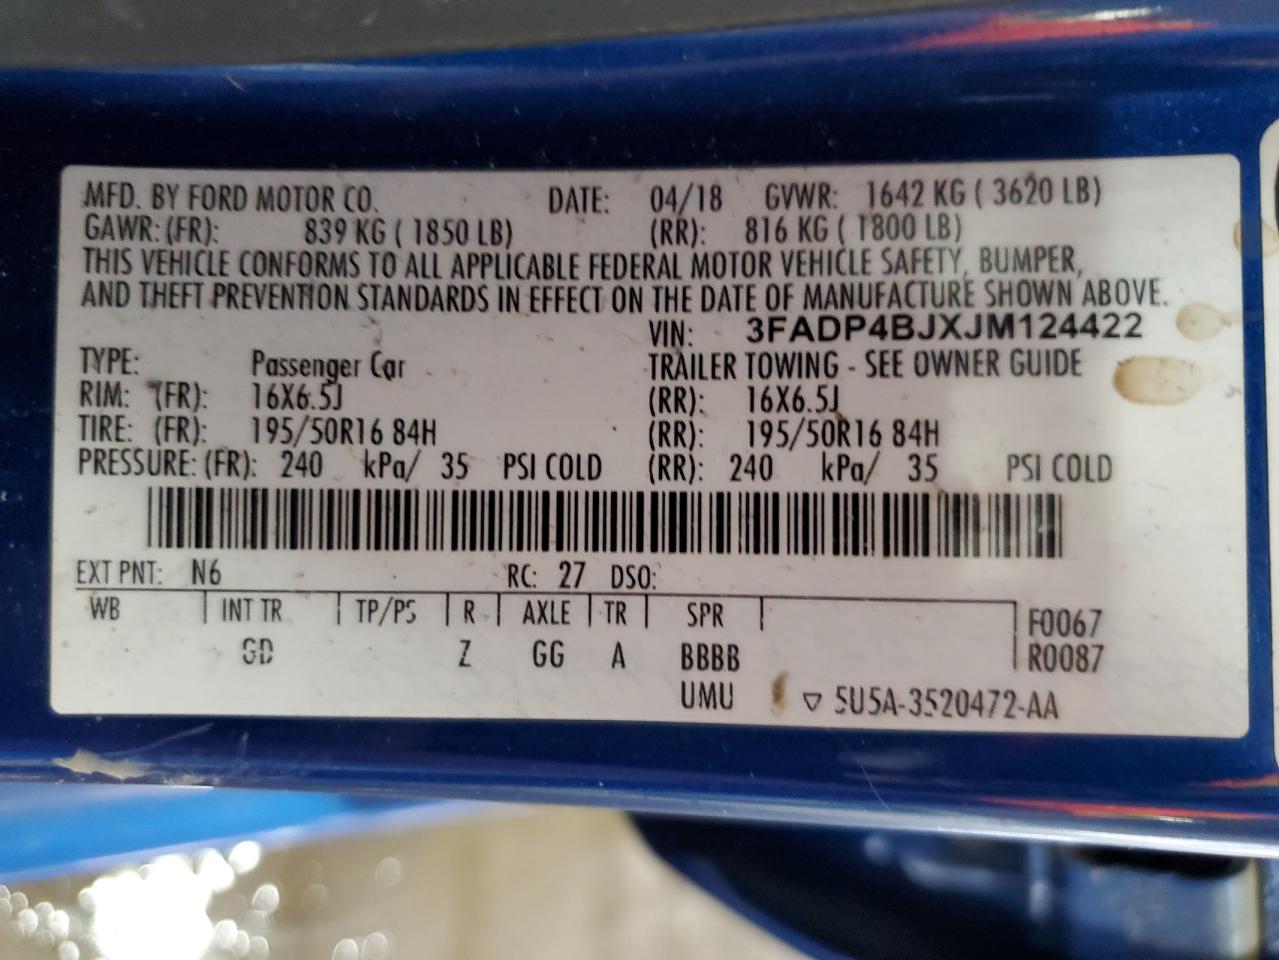 MFD. BY FORD MOTOR CO. DATE: 04/18 GVWR: 1642 KG ( 3620 LB)
GAWR: (FR): 839 KG ( 1850 LB) (RR): 816 KG ( 1800 LB)
THIS VEHICLE CONFORMS TO ALL APPLICABLE FEDERAL MOTOR VEHICLE SAFETY, BUMPER,
AND THEFT PREVENTION STANDARDS IN EFFECT ON THE DATE OF MANUFACTURE SHOWN ABOVE.
VIN: 3FADP4BJXJM124422
TYPE: Passenger Car TRAILER TOWING - SEE OWNER GUIDE
RIM: (FR): 16X6.5J (RR): 16X6.5J
TIRE: (FR): 195/50R16 84H (RR): 195/50R16 84H
PRESSURE: (FR): 240 kPa/ 35 PSI COLD (RR): 240 kPa/ 35 PSI COLD
EXT PNT: N6 RC: 27 DSO:
WB INT TR TP/PS R AXLE TR SPR F0067
GD Z GG A BBBB R0087
UMU ▽ 5U5A-3520472-AA